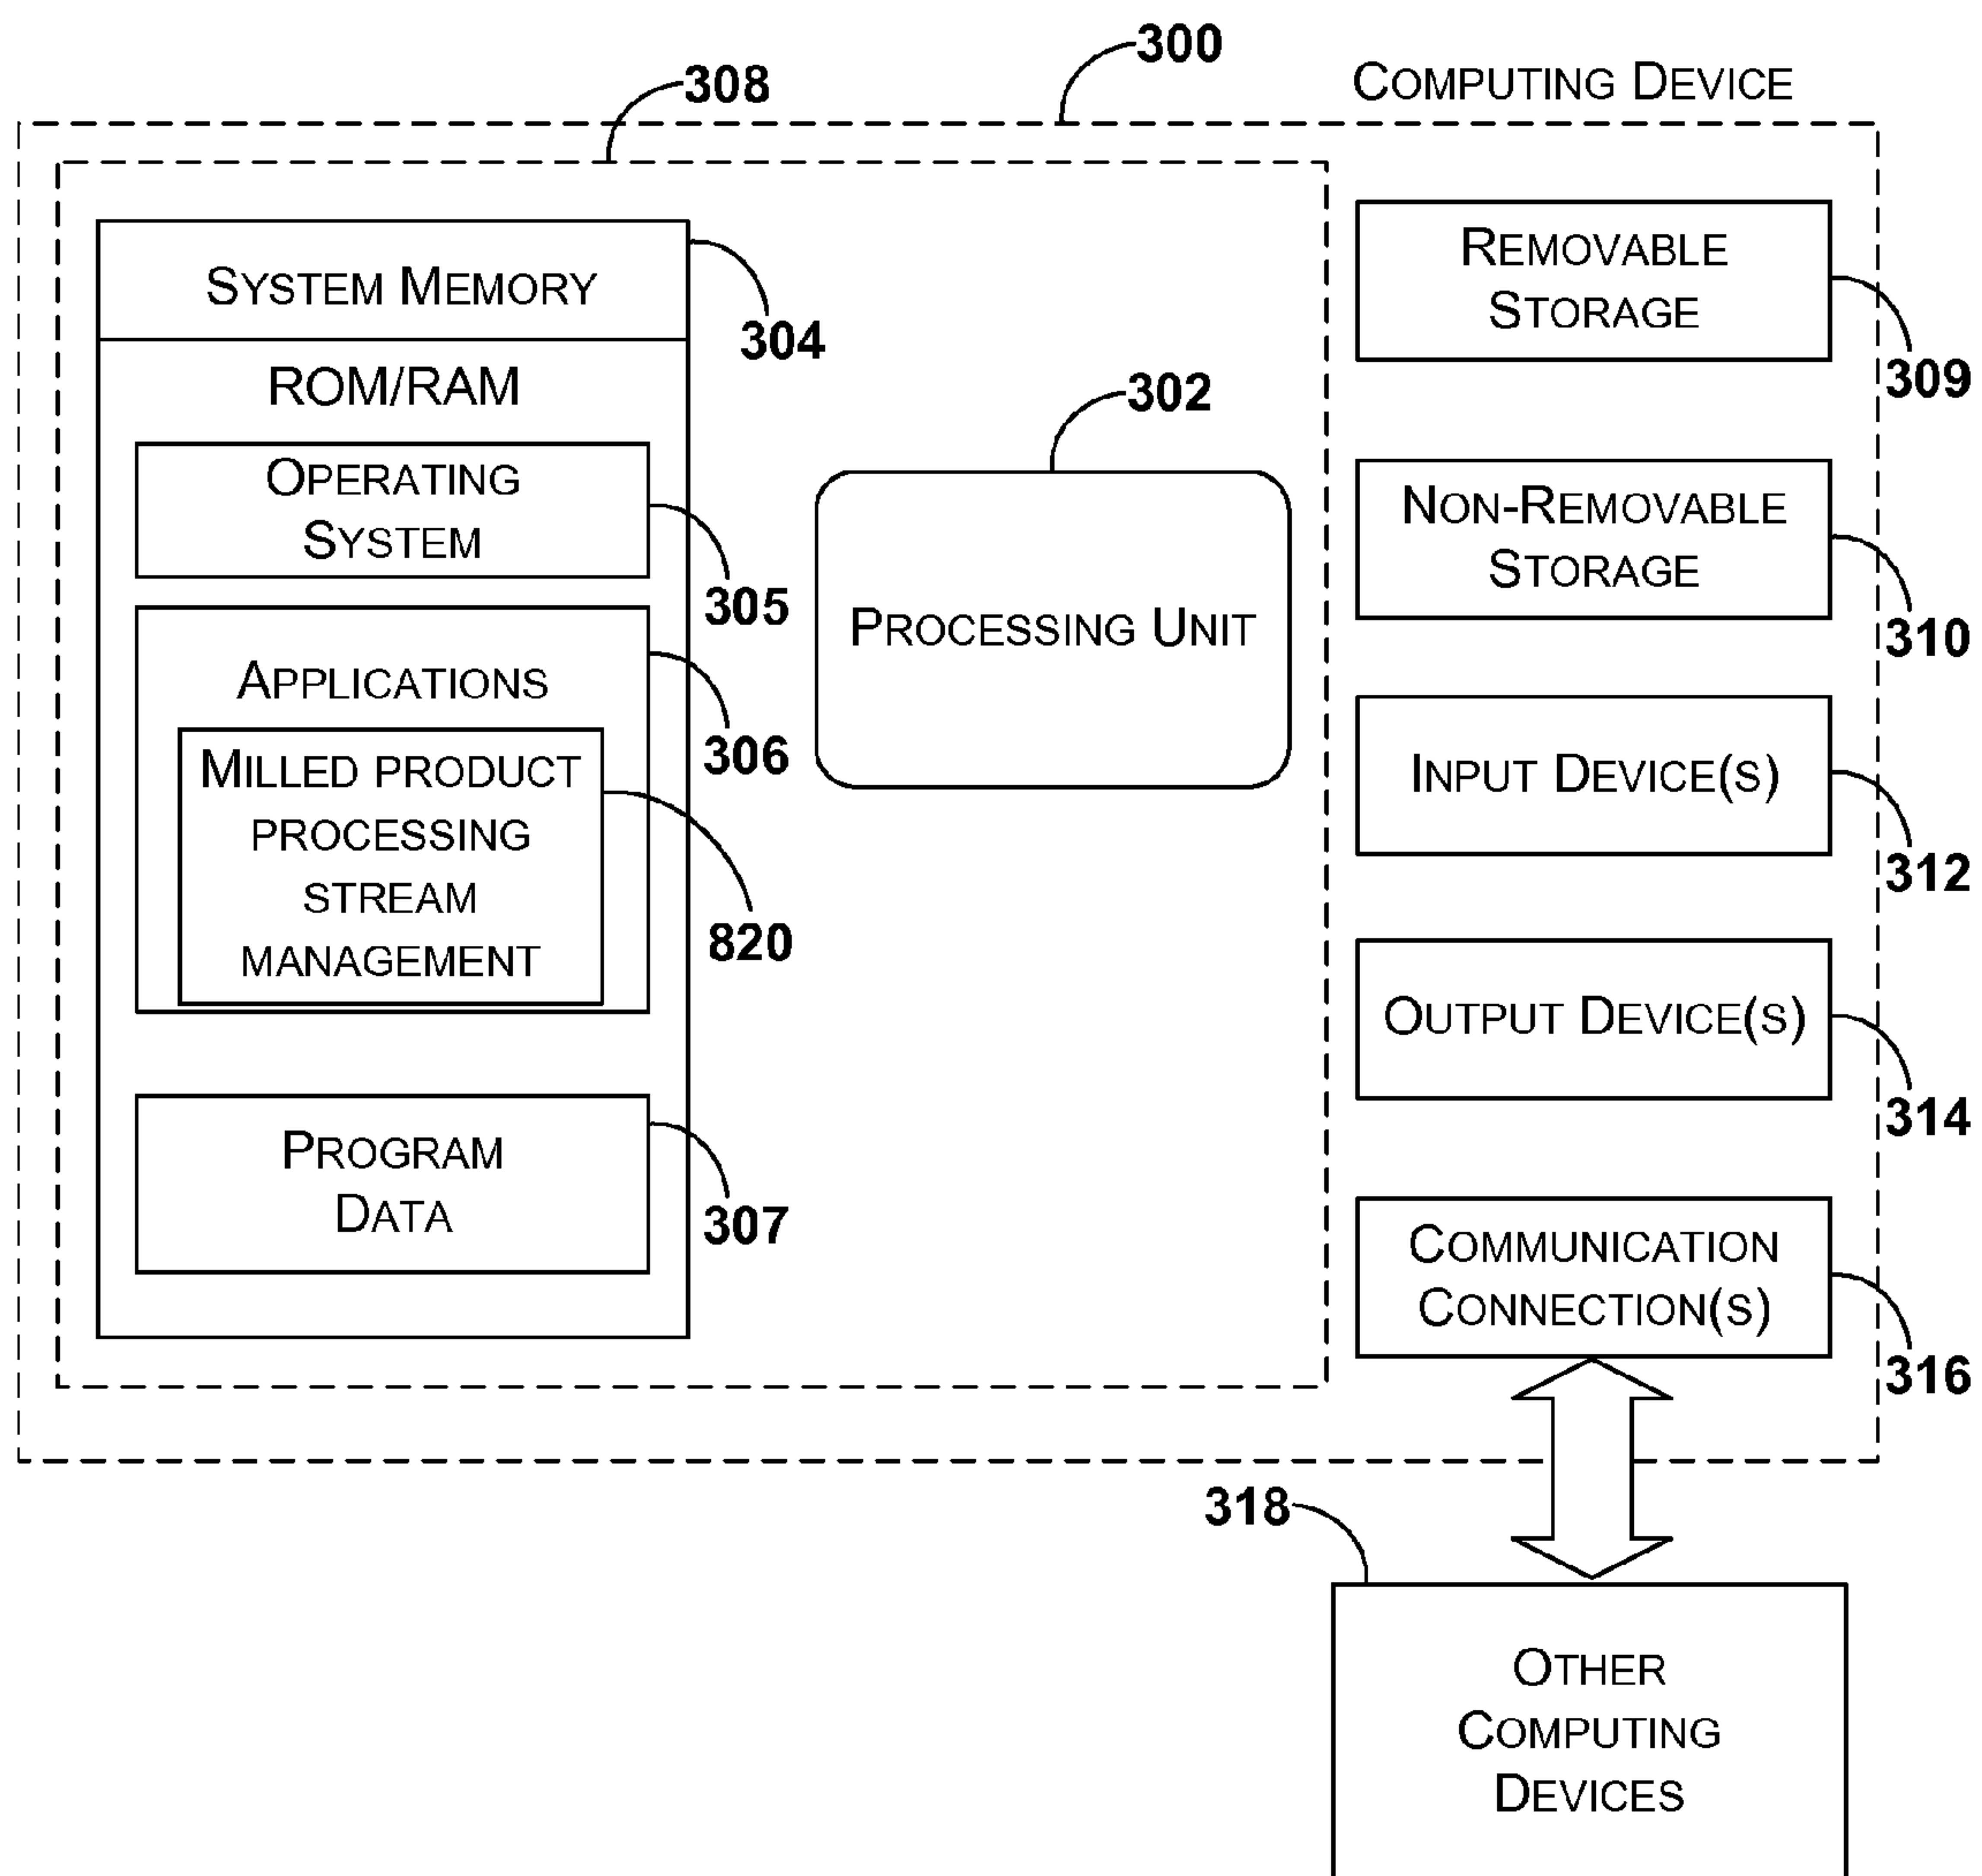 300
COMPUTING DEVICE
308
SYSTEM MEMORY
304
ROM/RAM
OPERATING
SYSTEM
305
APPLICATIONS
306
MILLED PRODUCT
PROCESSING
STREAM
MANAGEMENT
820
PROGRAM
DATA
307
302
PROCESSING UNIT
REMOVABLE
STORAGE
309
NON-REMOVABLE
STORAGE
310
INPUT DEVICE(S)
312
OUTPUT DEVICE(S)
314
COMMUNICATION
CONNECTION(S)
316
318
OTHER
COMPUTING
DEVICES